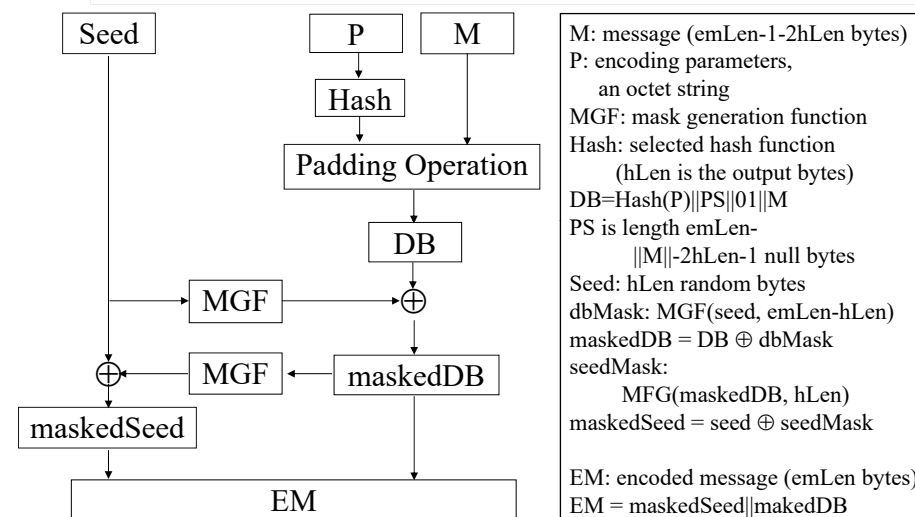 Seed
P
M
Hash
Padding Operation
DB
MGF
⊕
⊕
MGF
maskedDB
maskedSeed
EM
M: message (emLen-1-2hLen bytes)
P: encoding parameters,
an octet string
MGF: mask generation function
Hash: selected hash function
(hLen is the output bytes)
DB=Hash(P)||PS||01||M
PS is length emLen-
||M||-2hLen-1 null bytes
Seed: hLen random bytes
dbMask: MGF(seed, emLen-hLen)
maskedDB = DB ⊕ dbMask
seedMask:
MFG(maskedDB, hLen)
maskedSeed = seed ⊕ seedMask
EM: encoded message (emLen bytes)
EM = maskedSeed||makedDB